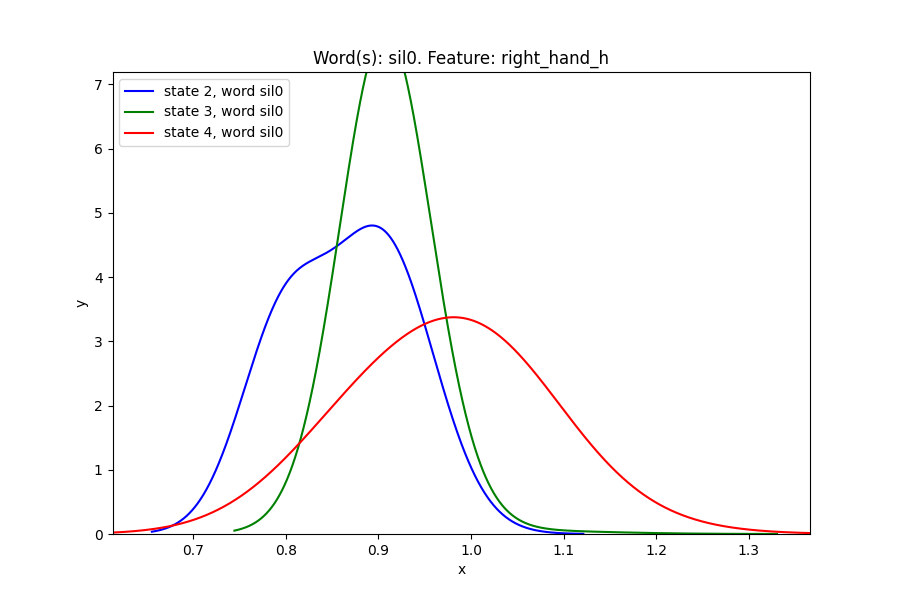 Word(s): sil0. Feature: right_hand_h
state 2, word sil0
state 3, word sil0
state 4, word sil0
7
6
5
4
3
2
1
0
y
0.7 0.8 0.9 1.0 1.1 1.2 1.3
x